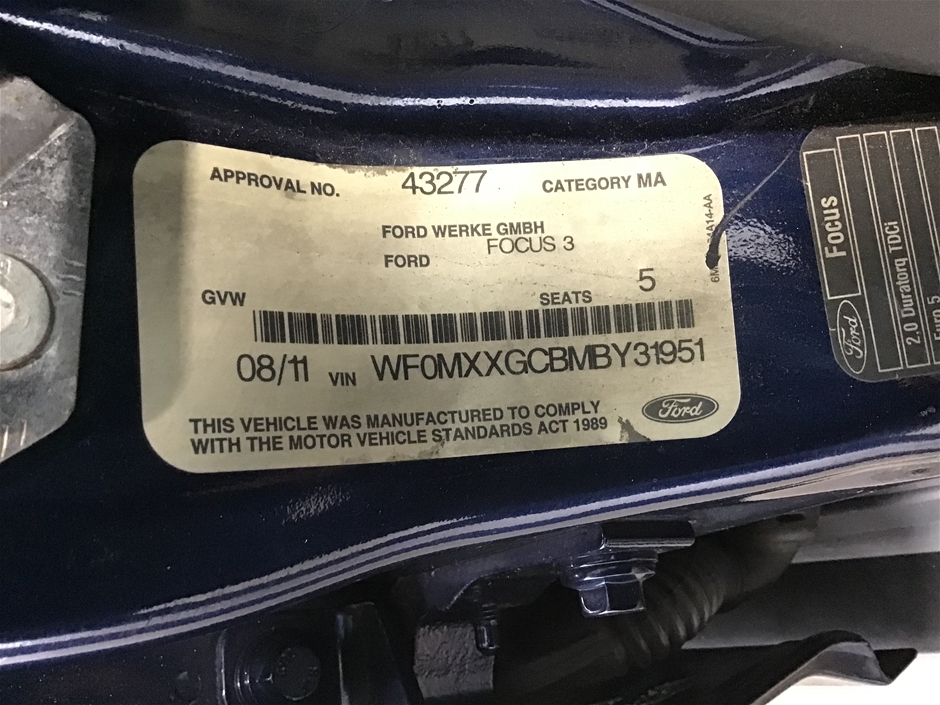 APPROVAL NO. 43277 CATEGORY MA
FORD WERKE GMBH
FOCUS 3
FORD
GVW SEATS 5
08/11 VIN WF0MXXGCBMBY31951
THIS VEHICLE WAS MANUFACTURED TO COMPLY
WITH THE MOTOR VEHICLE STANDARDS ACT 1989
Ford
Ford Focus
2.0 Duratorq TDCi
Euro 5